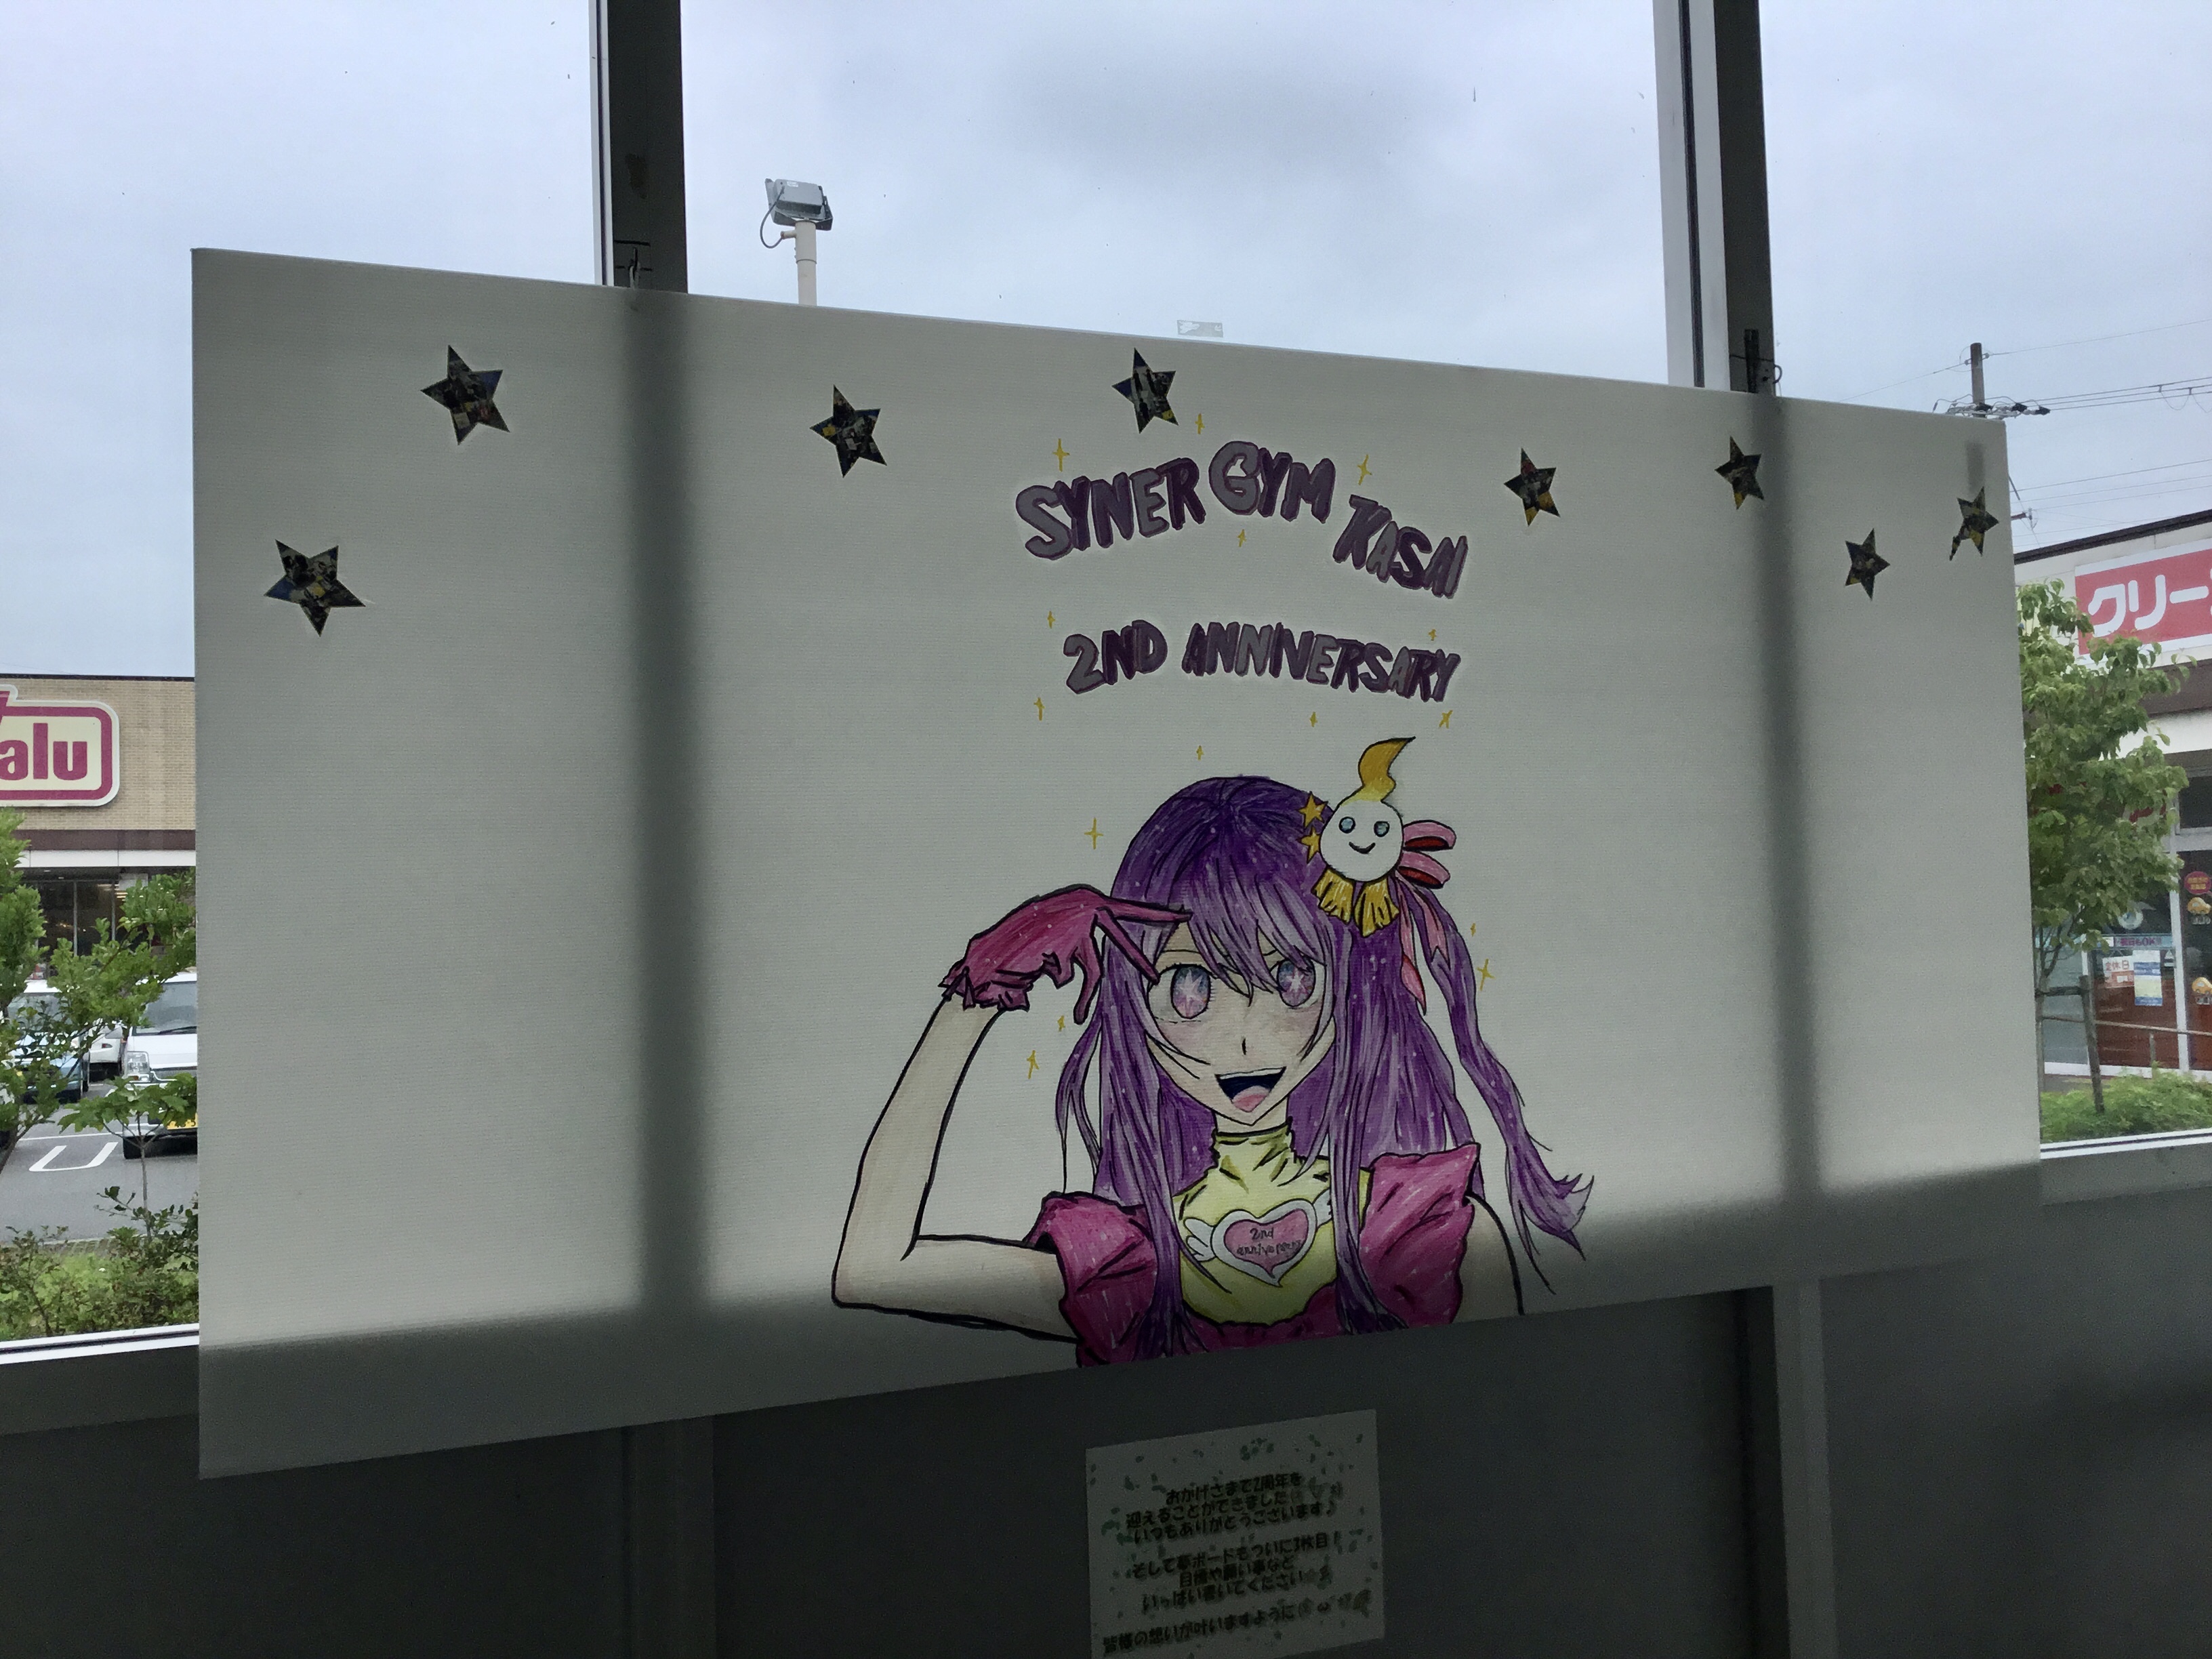 SYNER GYM KASAI
2ND ANNIVERSARY
alu
クリー
2nd
anniversary
おかげさまで2周年を
迎えることができました
いつもありがとうございます♪
そして夢ボードもついに3枚目!
目標や願い事など
いっぱい書いてください
皆様の想いが叶いますように